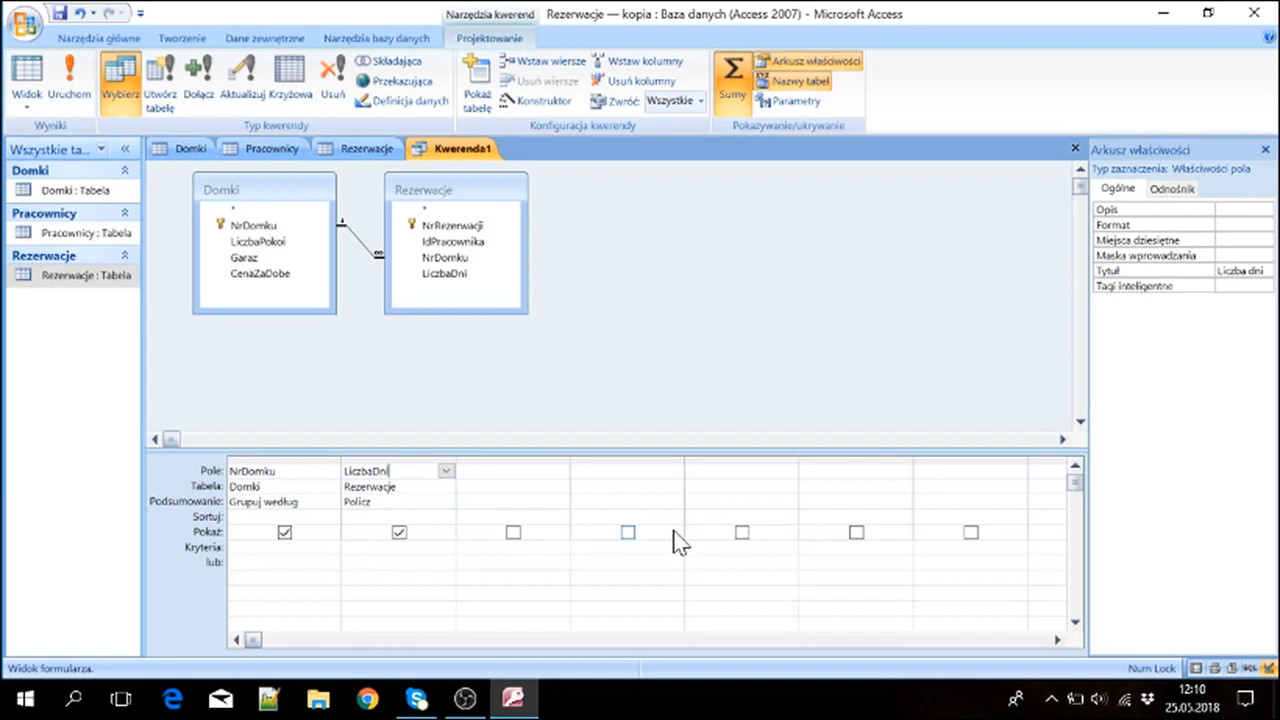 Narzędzia kwerend
Rezerwacje — kopia : Baza danych (Access 2007) - Microsoft Access
Narzędzia główne
Tworzenie
Dane zewnętrzne
Narzędzia bazy danych
Projektowanie
Widok
Uruchom
Wyniki
Wybierz
Utwórz tabelę
Dołącz
Aktualizuj
Krzyżowa
Usuń
Składająca
Przekazująca
Definicja danych
Typ kwerendy
Pokaż tabelę
Wstaw wiersze
Usuń wiersze
Konstruktor
Wstaw kolumny
Usuń kolumny
Zwróć: Wszystkie
Konfiguracja kwerendy
Sumy
Arkusz właściwości
Nazwy tabel
Parametry
Pokazywanie/ukrywanie
Wszystkie ta...
Domki
Domki : Tabela
Pracownicy
Pracownicy : Tabela
Rezerwacje
Rezerwacje : Tabela
Domki
Pracownicy
Rezerwacje
Kwerenda1
Domki
*
NrDomku
LiczbaPokoi
Garaz
CenaZaDobe
1
∞
Rezerwacje
*
NrRezerwacji
IdPracownika
NrDomku
LiczbaDni
Arkusz właściwości
Typ zaznaczenia: Właściwości pola
Ogólne
Odnośnik
Opis
Format
Miejsca dziesiętne
Maska wprowadzania
Tytuł Liczba dni
Tagi inteligentne
Pole: NrDomku LiczbaDni
Tabela: Domki Rezerwacje
Podsumowanie: Grupuj według Policz
Sortuj:
Pokaż:
Kryteria:
lub:
Widok formularza.
Num Lock
SQL
12:10
25.05.2018